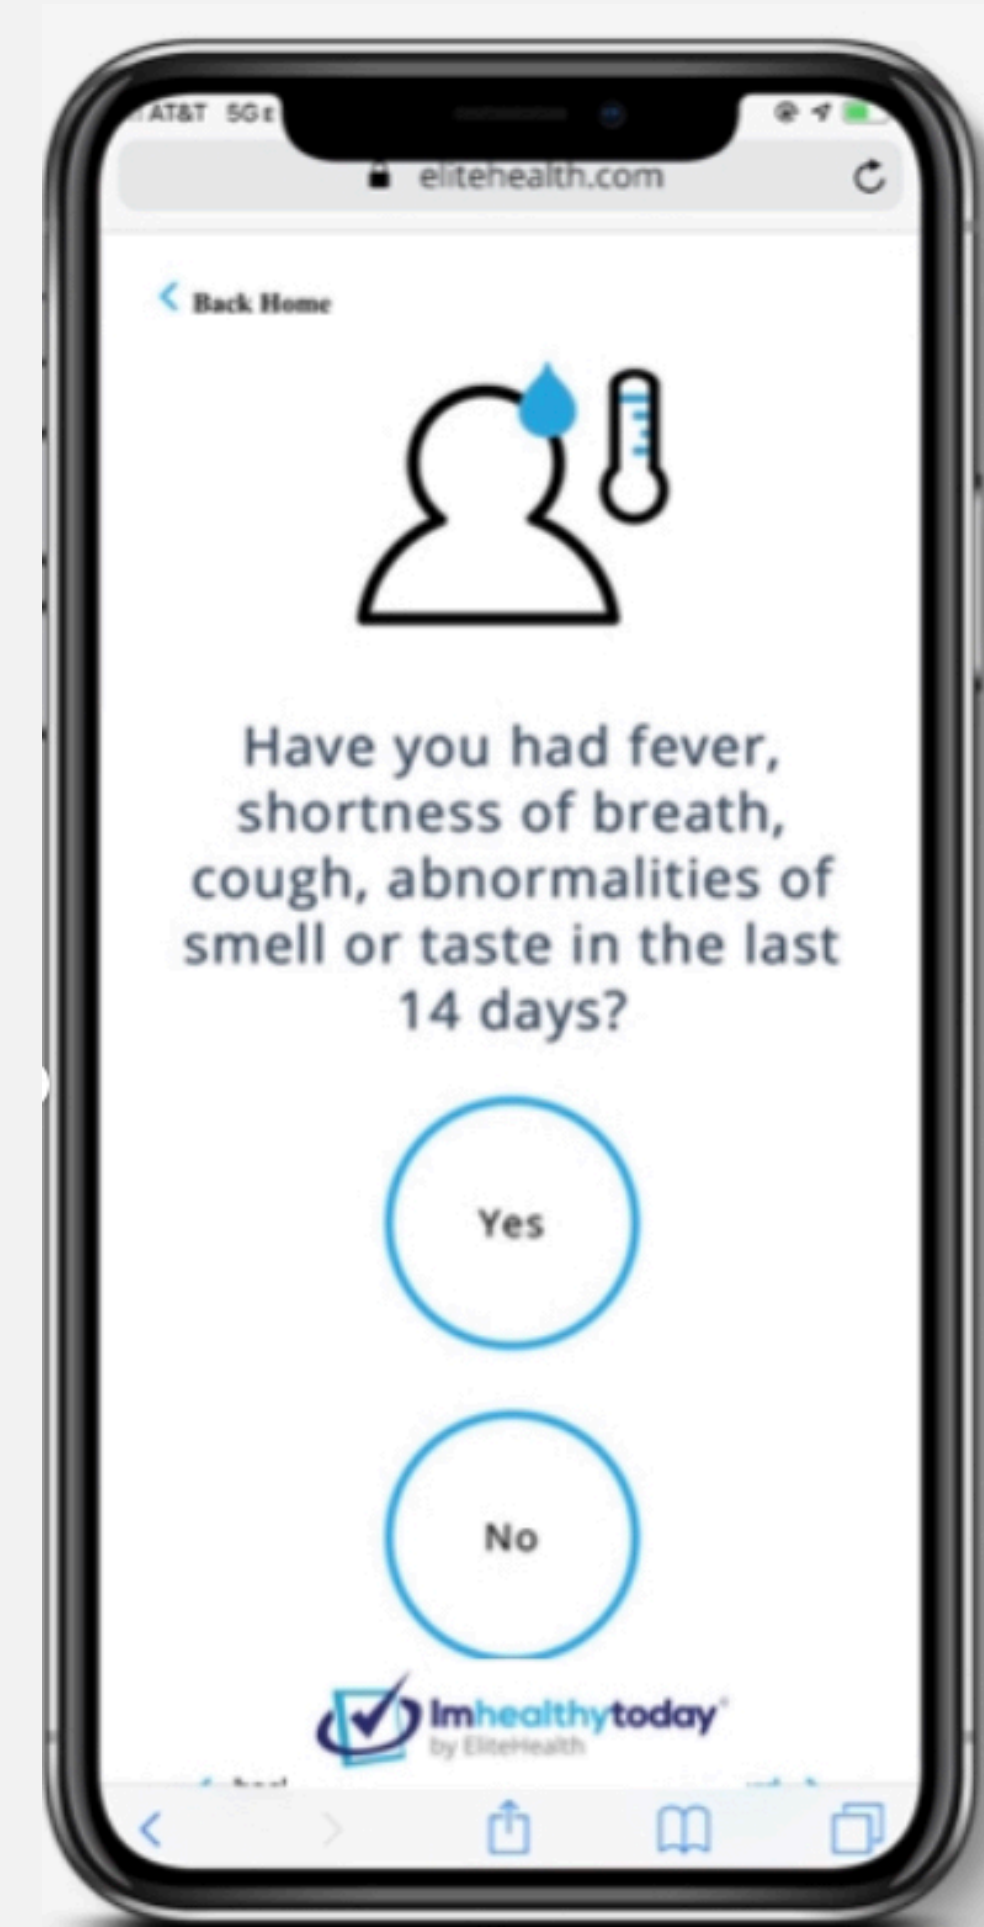 AT&T 5GE
elitehealth.com
Back Home
Have you had fever,
shortness of breath,
cough, abnormalities of
smell or taste in the last
14 days?
Yes
No
Imhealthytoday
by EliteHealth